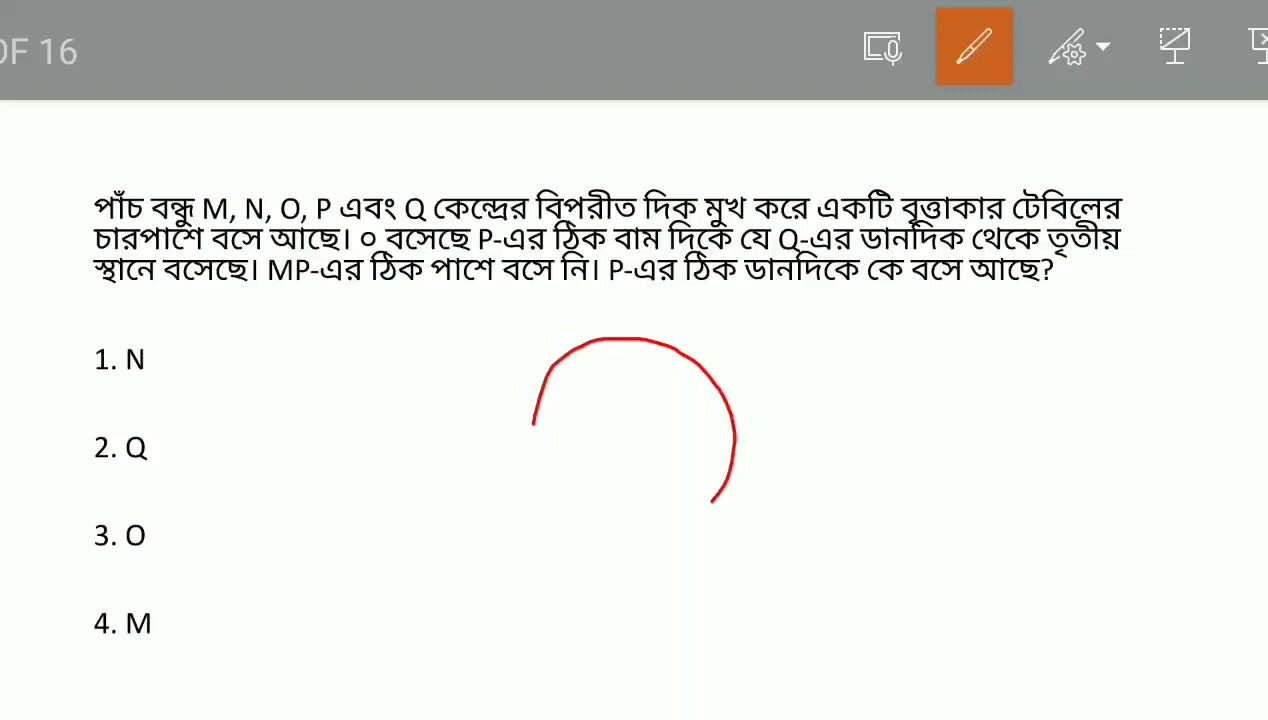 OF 16
পাঁচ বন্ধু M, N, O, P এবং Q কেন্দ্রের বিপরীত দিক মুখ করে একটি বৃত্তাকার টেবিলের
চারপাশে বসে আছে। ০ বসেছে P-এর ঠিক বাম দিকে যে Q-এর ডানদিক থেকে তৃতীয়
স্থানে বসেছে। MP-এর ঠিক পাশে বসে নি। P-এর ঠিক ডানদিকে কে বসে আছে?
1. N
2. Q
3. O
4. M